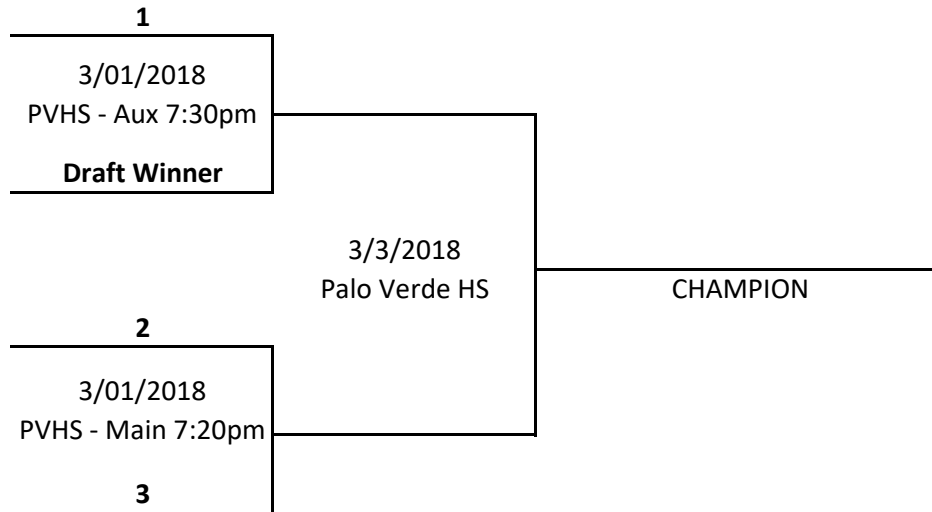 1
3/01/2018
PVHS - Aux 7:30pm
Draft Winner
3/3/2018
Palo Verde HS
CHAMPION
2
3/01/2018
PVHS - Main 7:20pm
3